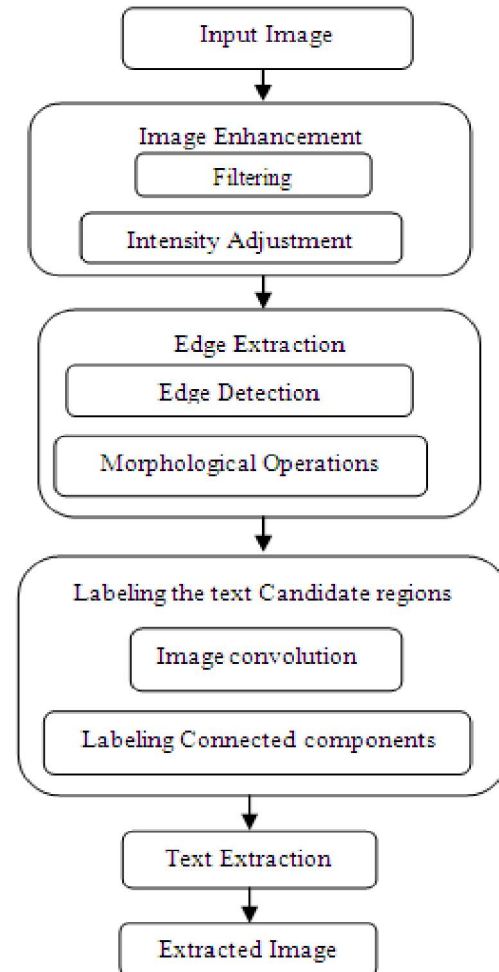 Input Image
Image Enhancement
Filtering
Intensity Adjustment
Edge Extraction
Edge Detection
Morphological Operations
Labeling the text Candidate regions
Image convolution
Labeling Connected components
Text Extraction
Extracted Image